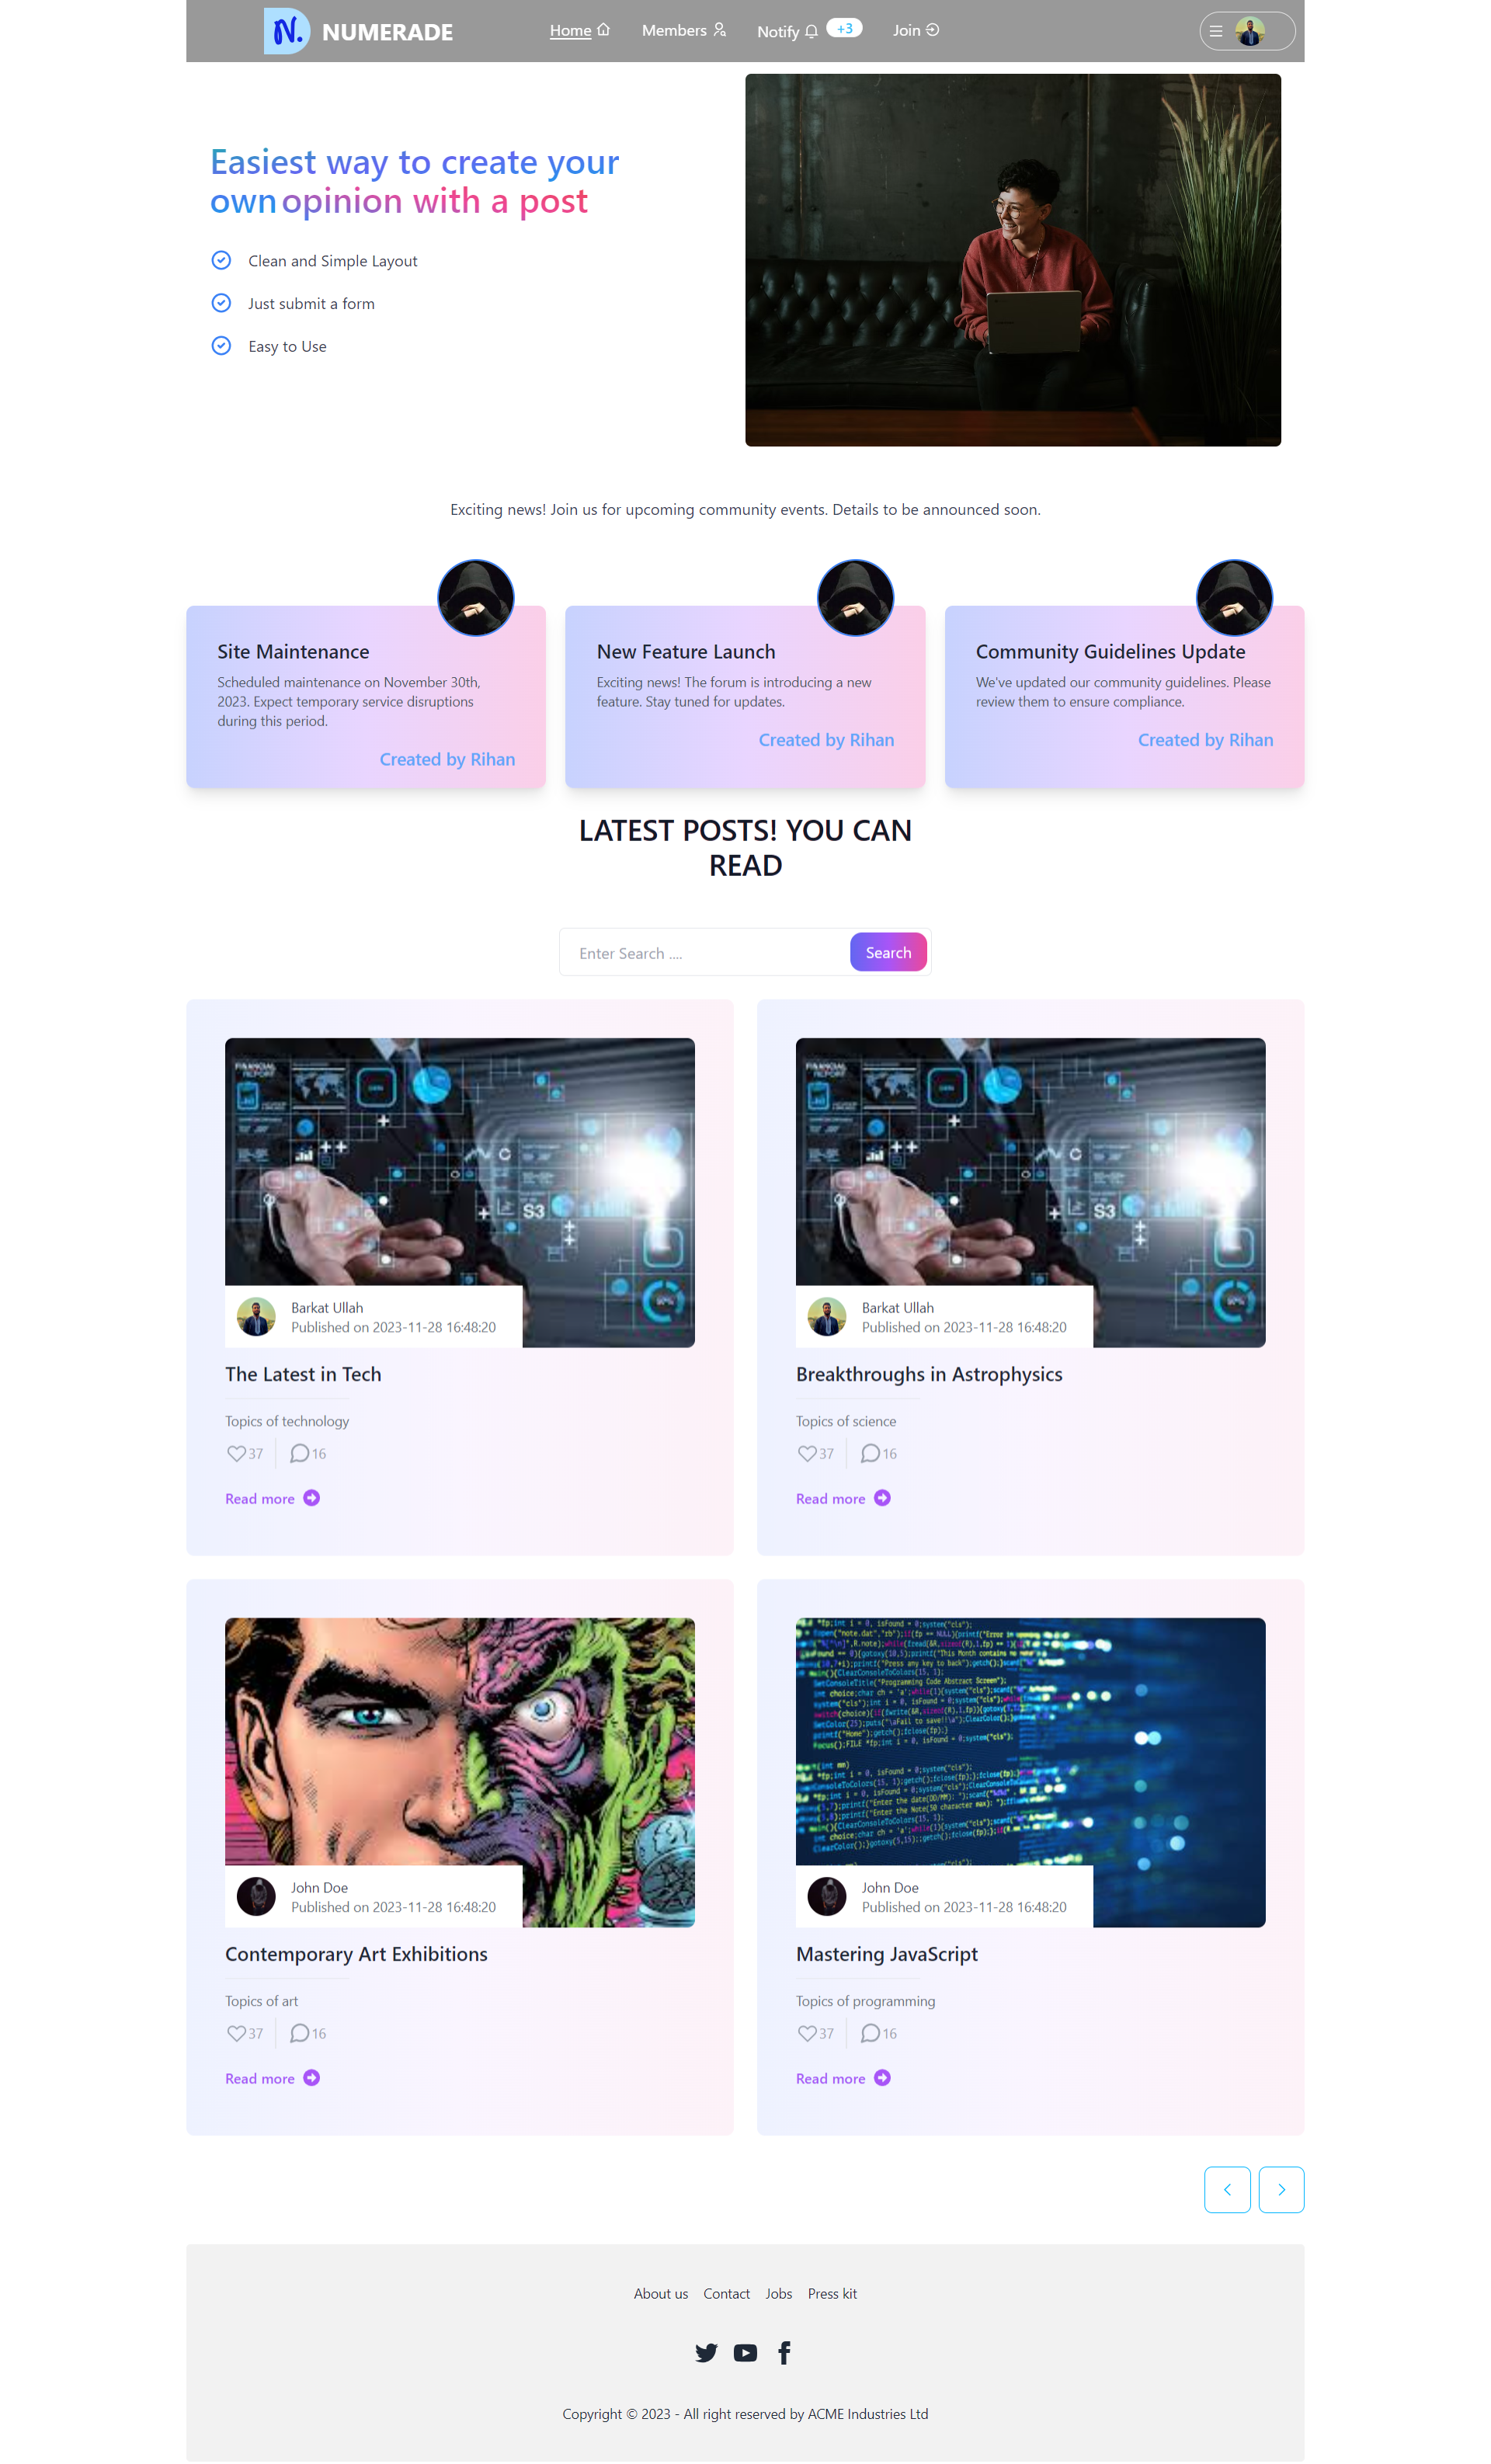 N. NUMERADE
Home
Members
Notify
+3
Join
Easiest way to create your
own opinion with a post
Clean and Simple Layout
Just submit a form
Easy to Use
Exciting news! Join us for upcoming community events. Details to be announced soon.
Site Maintenance
Scheduled maintenance on November 30th,
2023. Expect temporary service disruptions
during this period.
Created by Rihan
New Feature Launch
Exciting news! The forum is introducing a new
feature. Stay tuned for updates.
Created by Rihan
Community Guidelines Update
We've updated our community guidelines. Please
review them to ensure compliance.
Created by Rihan
LATEST POSTS! YOU CAN
READ
Enter Search ....
Search
FINANCIAL
REPORT
S3
Barkat Ullah
Published on 2023-11-28 16:48:20
The Latest in Tech
Topics of technology
37
16
Read more
FINANCIAL
REPORT
S3
Barkat Ullah
Published on 2023-11-28 16:48:20
Breakthroughs in Astrophysics
Topics of science
37
16
Read more
John Doe
Published on 2023-11-28 16:48:20
Contemporary Art Exhibitions
Topics of art
37
16
Read more
John Doe
Published on 2023-11-28 16:48:20
Mastering JavaScript
Topics of programming
37
16
Read more
About us
Contact
Jobs
Press kit
Copyright © 2023 - All right reserved by ACME Industries Ltd